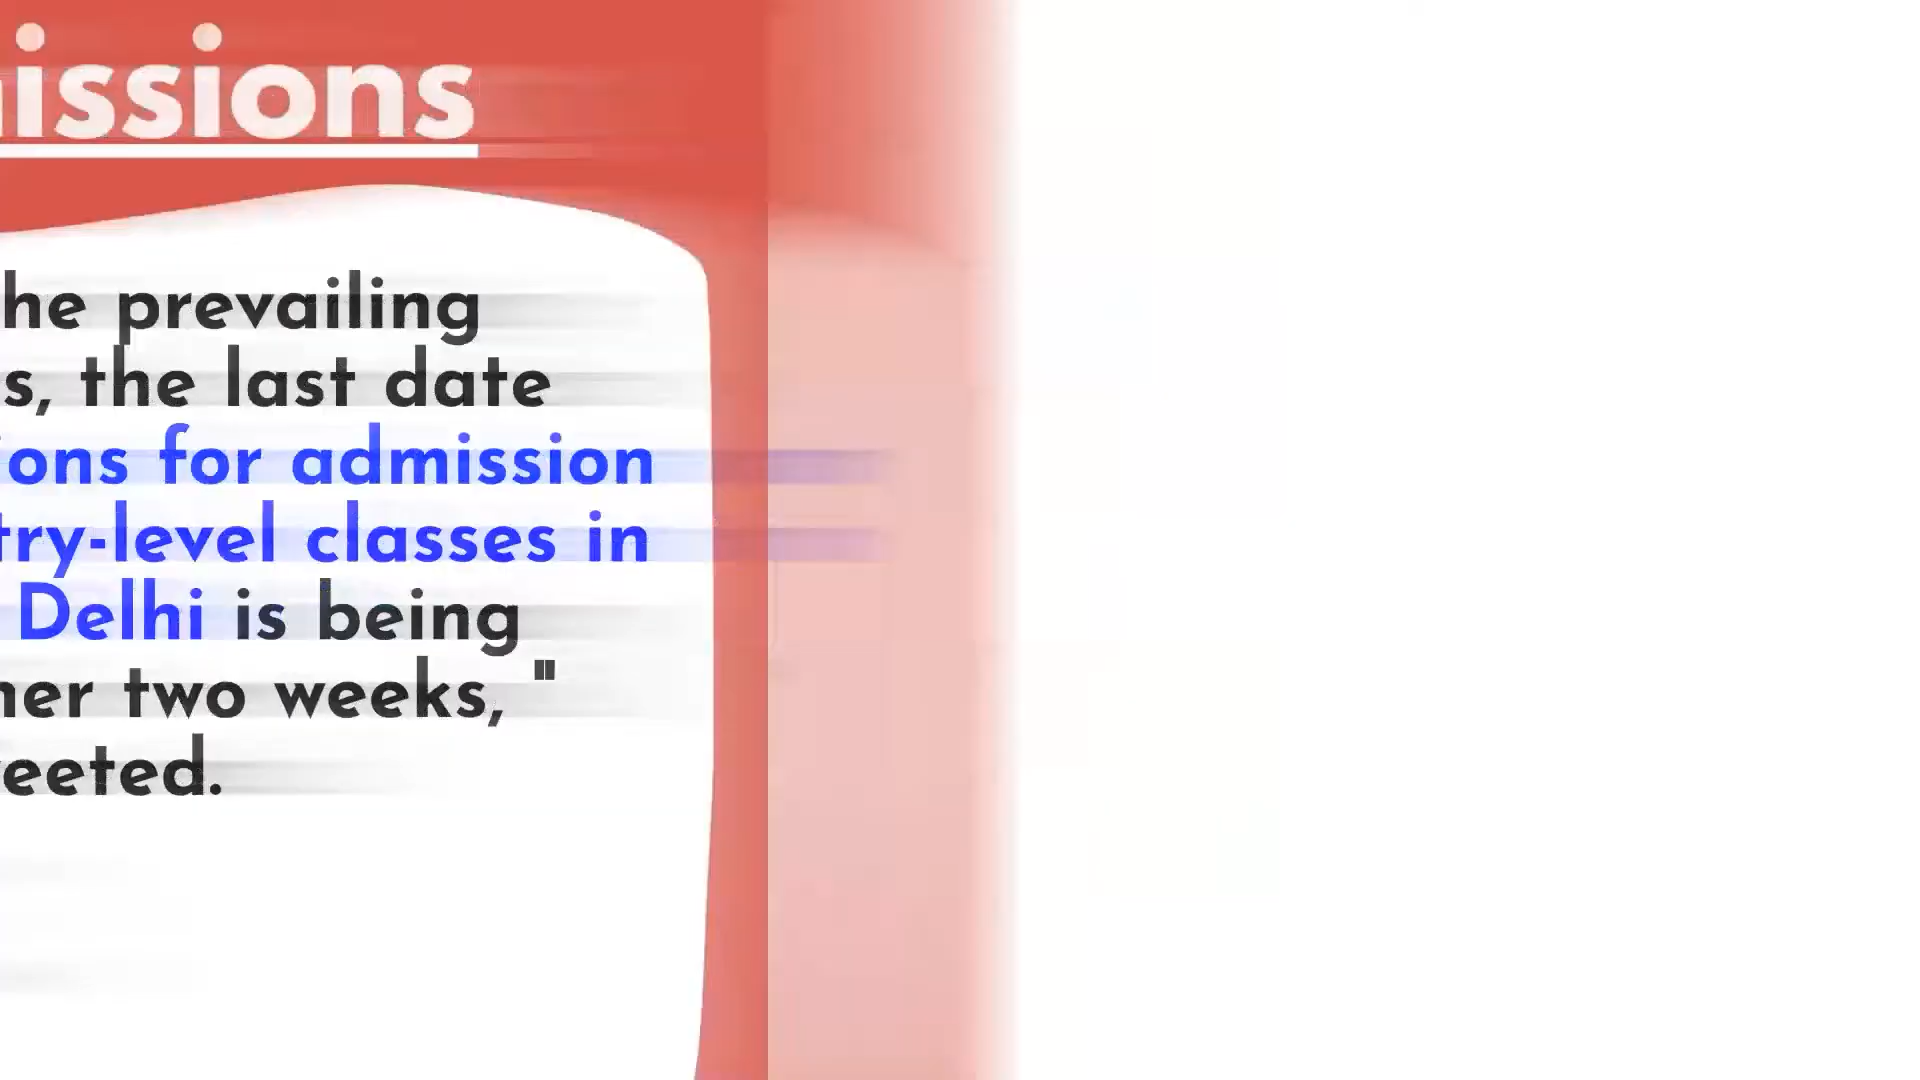 issions
he prevailing
s, the last date
ions for admission
try-level classes in
Delhi is being
her two weeks, "
eeted.